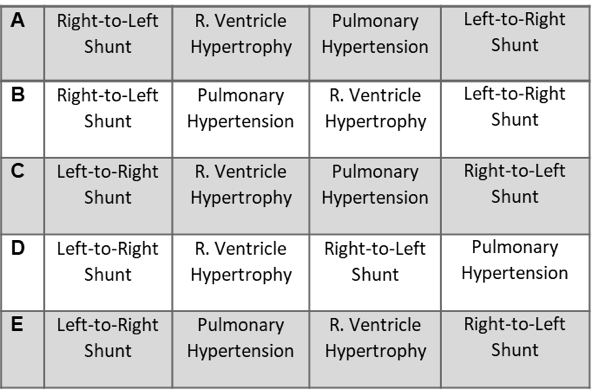 A Right-to-Left R. Ventricle Pulmonary Left-to-Right
Shunt Hypertrophy Hypertension Shunt
B Right-to-Left Pulmonary R. Ventricle Left-to-Right
Shunt Hypertension Hypertrophy Shunt
C Left-to-Right R. Ventricle Pulmonary Right-to-Left
Shunt Hypertrophy Hypertension Shunt
D Left-to-Right R. Ventricle Right-to-Left Pulmonary
Shunt Hypertrophy Shunt Hypertension
E Left-to-Right Pulmonary R. Ventricle Right-to-Left
Shunt Hypertension Hypertrophy Shunt